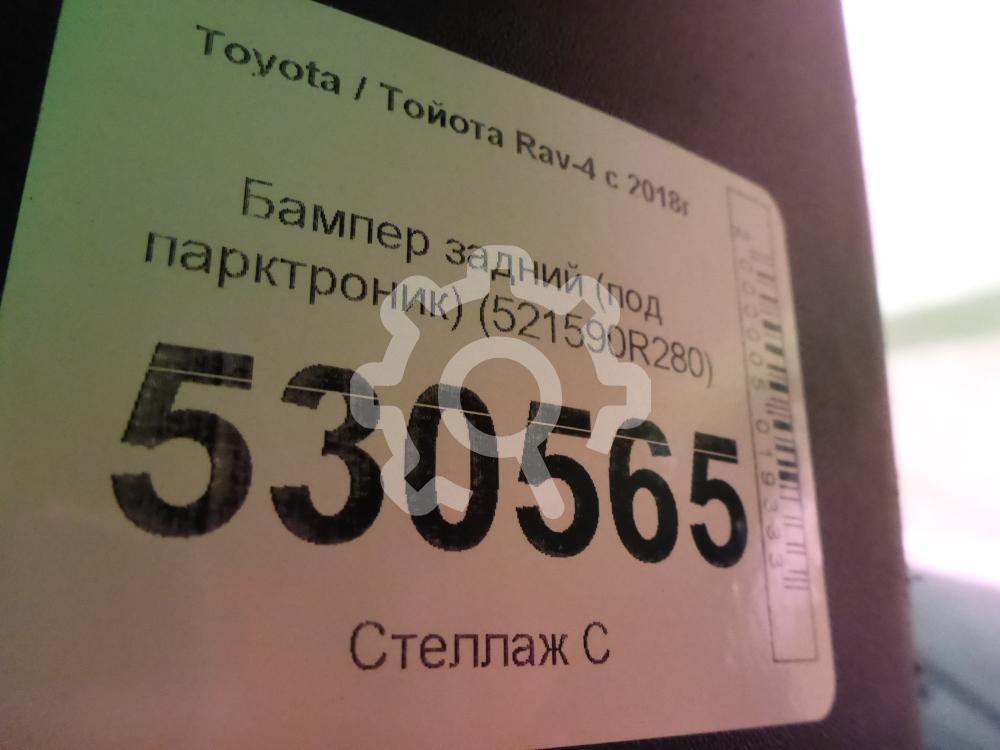 Toyota / Тойота Rav-4 с 2018г
Бампер задний (под
парктроник) (521590R280)
530565
Стеллаж С